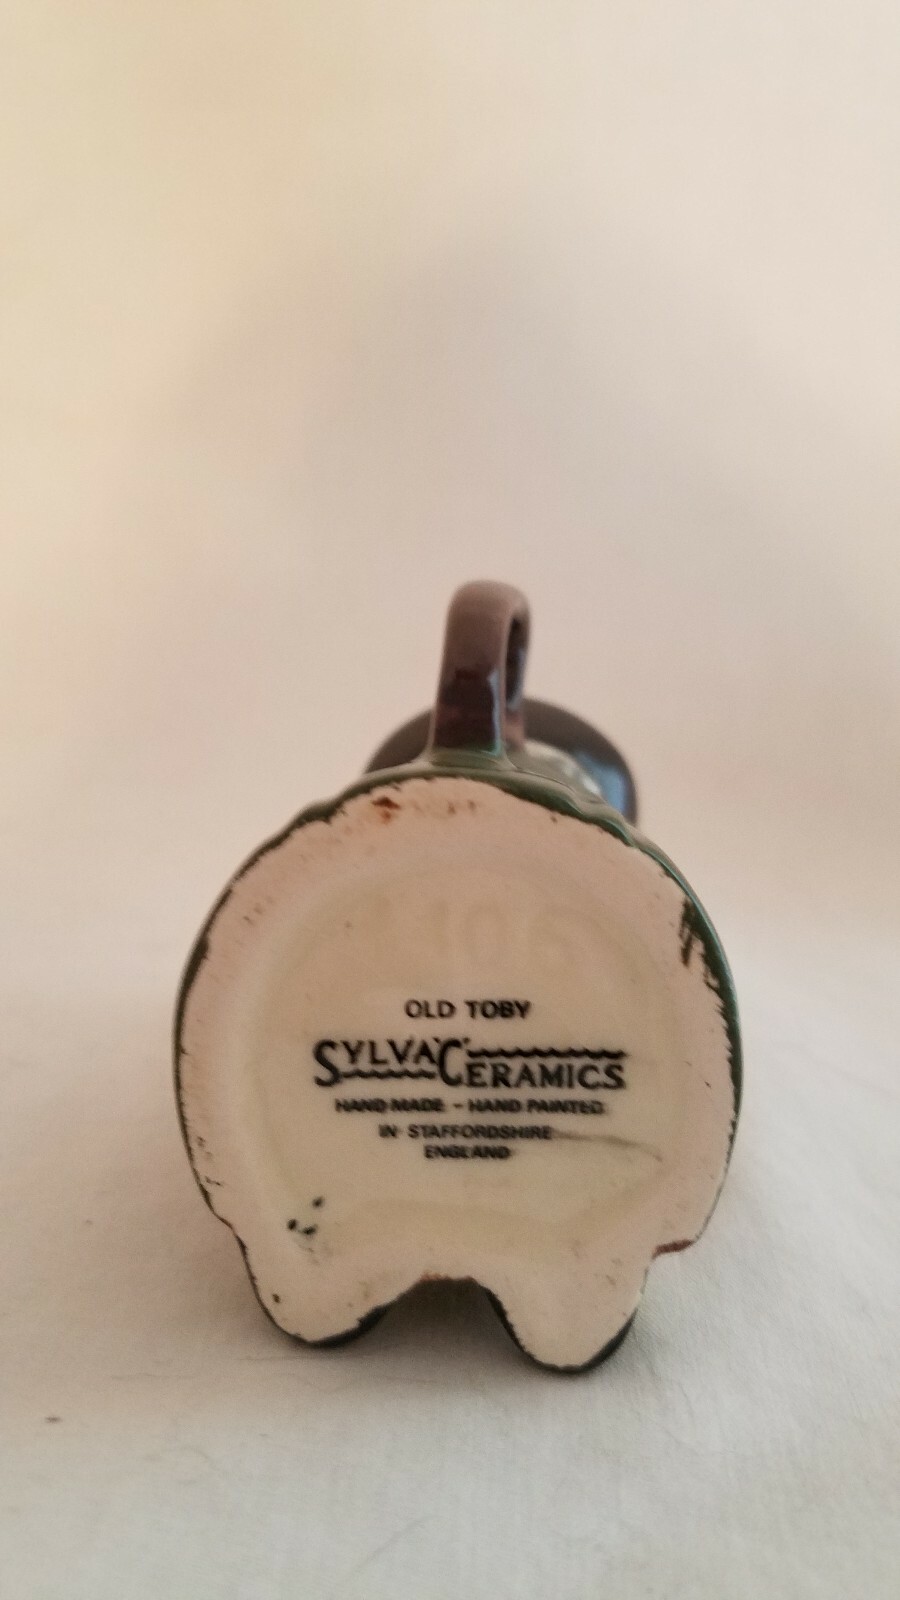 OLD TOBY
SYLVAC CERAMICS
HAND MADE - HAND PAINTED
IN STAFFORDSHIRE
ENGLAND